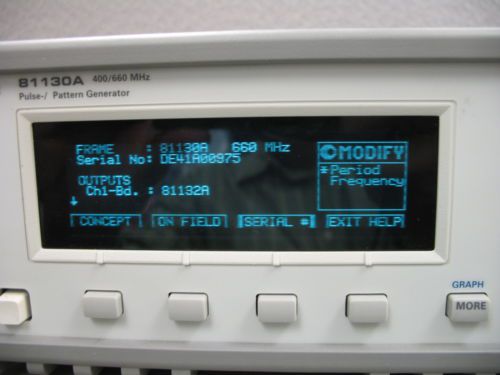 81130A 400/660 MHz
Pulse-/ Pattern Generator
FRAME : 81130A 660 MHz
Serial No: DE41A00975
OUTPUTS
Ch1-Bd. : 81132A
↓
MODIFY
*Period
Frequency
CONCEPT ON FIELD SERIAL # EXIT HELP
GRAPH
MORE